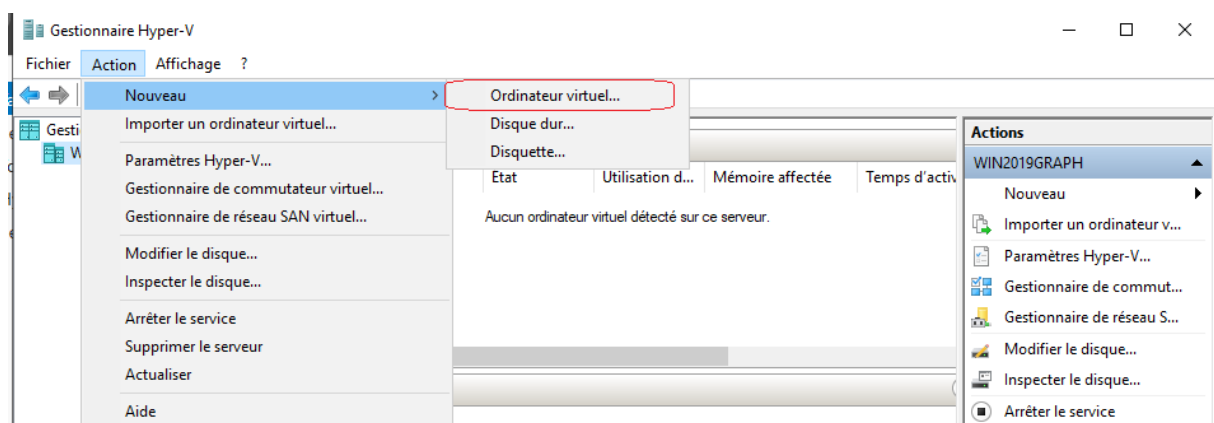 Gestionnaire Hyper-V
Fichier Action Affichage ?
Nouveau
Importer un ordinateur virtuel...
Paramètres Hyper-V...
Gestionnaire de commutateur virtuel...
Gestionnaire de réseau SAN virtuel...
Modifier le disque...
Inspecter le disque...
Arrêter le service
Supprimer le serveur
Actualiser
Aide
Ordinateur virtuel...
Disque dur...
Disquette...
Gesti
W
État Utilisation d... Mémoire affectée Temps d'activ
Aucun ordinateur virtuel détecté sur ce serveur.
Actions
WIN2019GRAPH
Nouveau
Importer un ordinateur v...
Paramètres Hyper-V...
Gestionnaire de commut...
Gestionnaire de réseau S...
Modifier le disque...
Inspecter le disque...
Arrêter le service